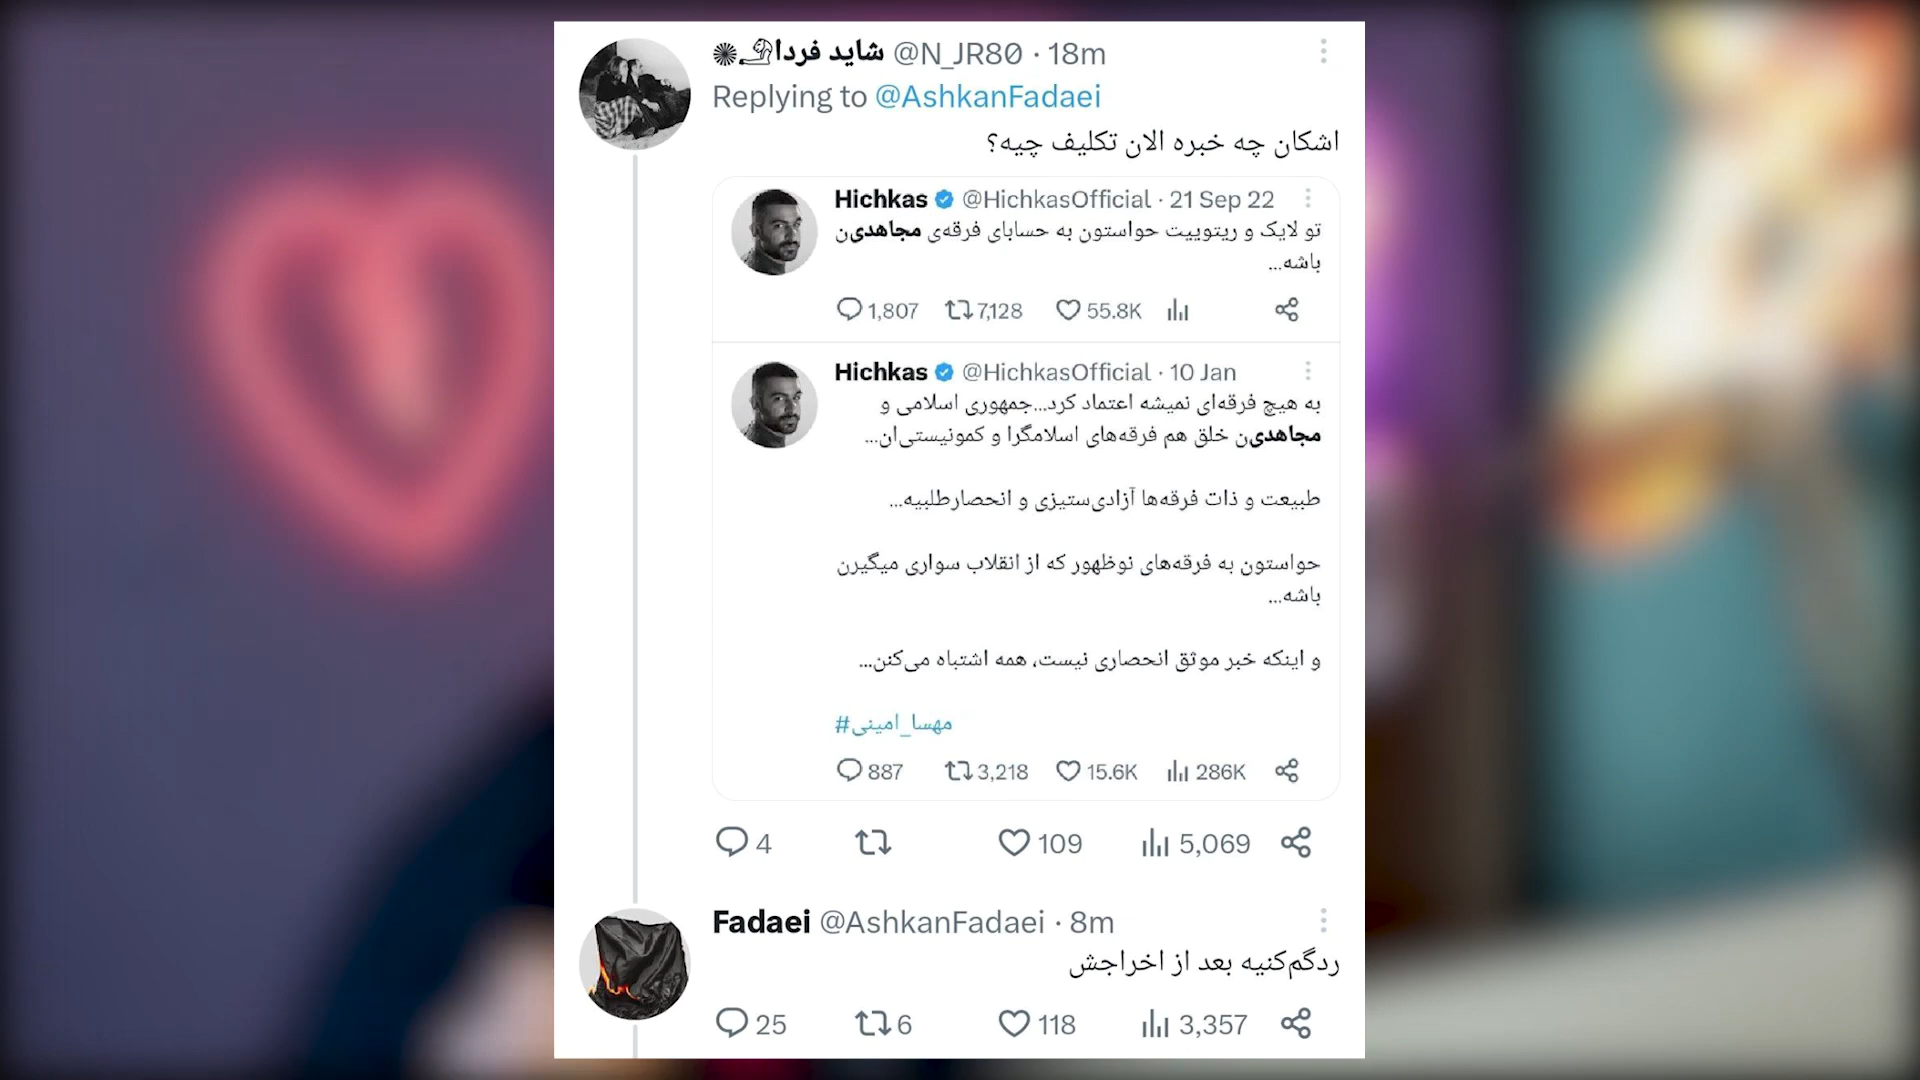 شاید فردا @N_JR80 · 18m
Replying to @AshkanFadaei
اشکان چه خبره الان تکلیف چیه؟
Hichkas @HichkasOfficial · 21 Sep 22
تو لایک و ریتوییت حواستون به حسابای فرقه‌ی مجاهدین
باشه...
1,807 7,128 55.8K
Hichkas @HichkasOfficial · 10 Jan
به هیچ فرقه‌ای نمیشه اعتماد کرد...جمهوری اسلامی و
مجاهدین خلق هم فرقه‌های اسلامگرا و کمونیستی‌ان...
طبیعت و ذات فرقه‌ها آزادی‌ستیزی و انحصارطلبیه...
حواستون به فرقه‌های نوظهور که از انقلاب سواری میگیرن
باشه...
و اینکه خبر موثق انحصاری نیست، همه اشتباه می‌کنن...
#مهسا_امینی
887 3,218 15.6K 286K
4 109 5,069
Fadaei @AshkanFadaei · 8m
ردگم‌کنیه بعد از اخراجش
25 6 118 3,357